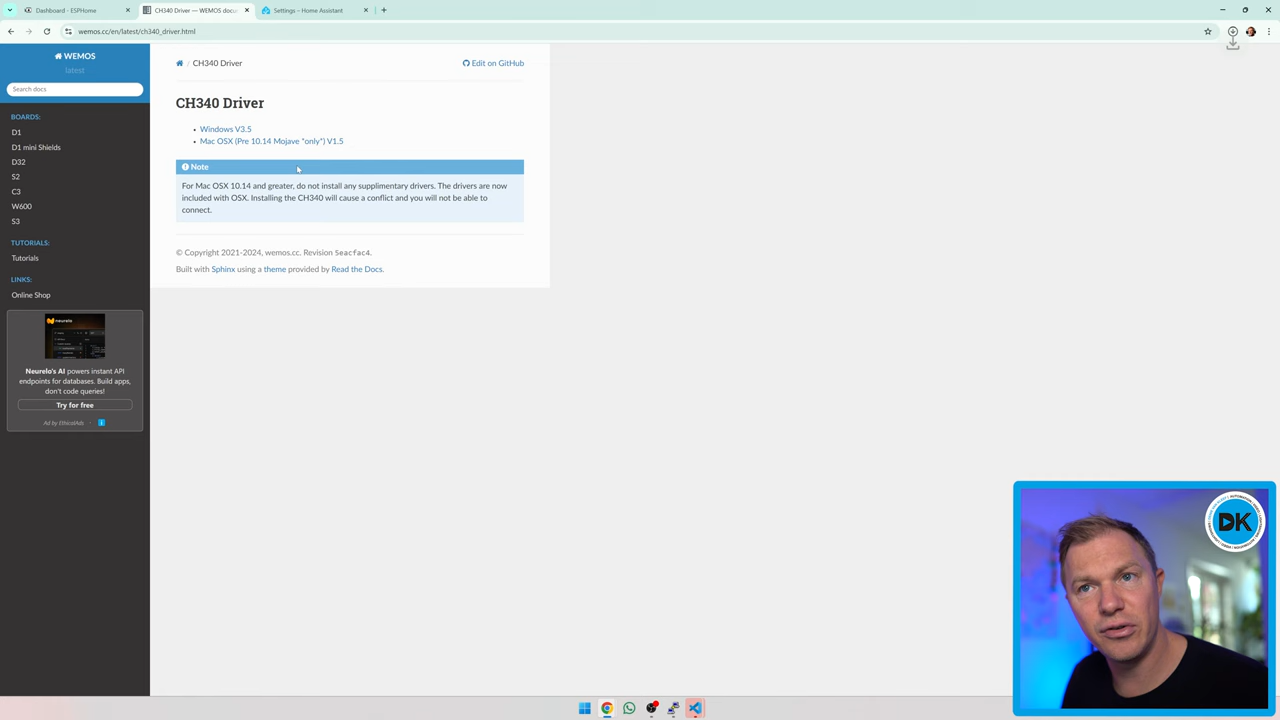 Dashboard - ESPHome
CH340 Driver — WEMOS docu
Settings – Home Assistant
wemos.cc/en/latest/ch340_driver.html
WEMOS
latest
Search docs
BOARDS:
D1
D1 mini Shields
D32
S2
C3
W600
S3
TUTORIALS:
Tutorials
LINKS:
Online Shop
neurelo
Neurelo's AI powers instant API
endpoints for databases. Build apps,
don't code queries!
Try for free
Ad by EthicalAds
CH340 Driver
Edit on GitHub
CH340 Driver
Windows V3.5
Mac OSX (Pre 10.14 Mojave *only*) V1.5
Note
For Mac OSX 10.14 and greater, do not install any supplimentary drivers. The drivers are now
included with OSX. Installing the CH340 will cause a conflict and you will not be able to
connect.
© Copyright 2021-2024, wemos.cc. Revision 5eacfac4.
Built with Sphinx using a theme provided by Read the Docs.
DK